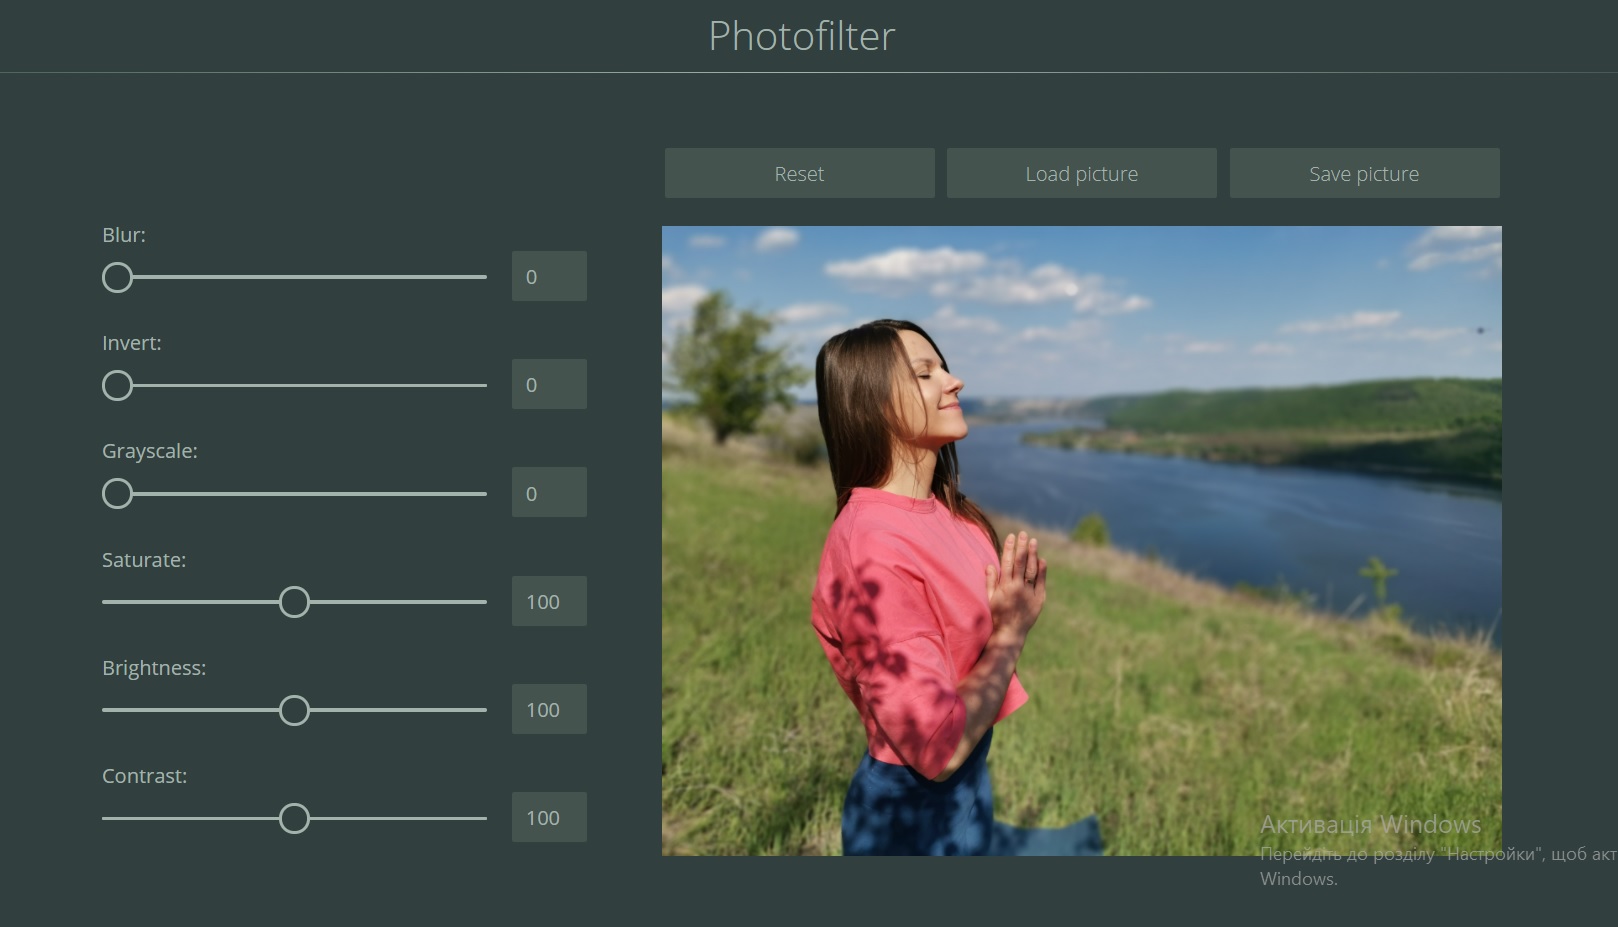 Photofilter
Reset
Load picture
Save picture
Blur:
0
Invert:
0
Grayscale:
0
Saturate:
100
Brightness:
100
Contrast:
100
Активація Windows
Перейдіть до розділу "Настройки", щоб акт
Windows.